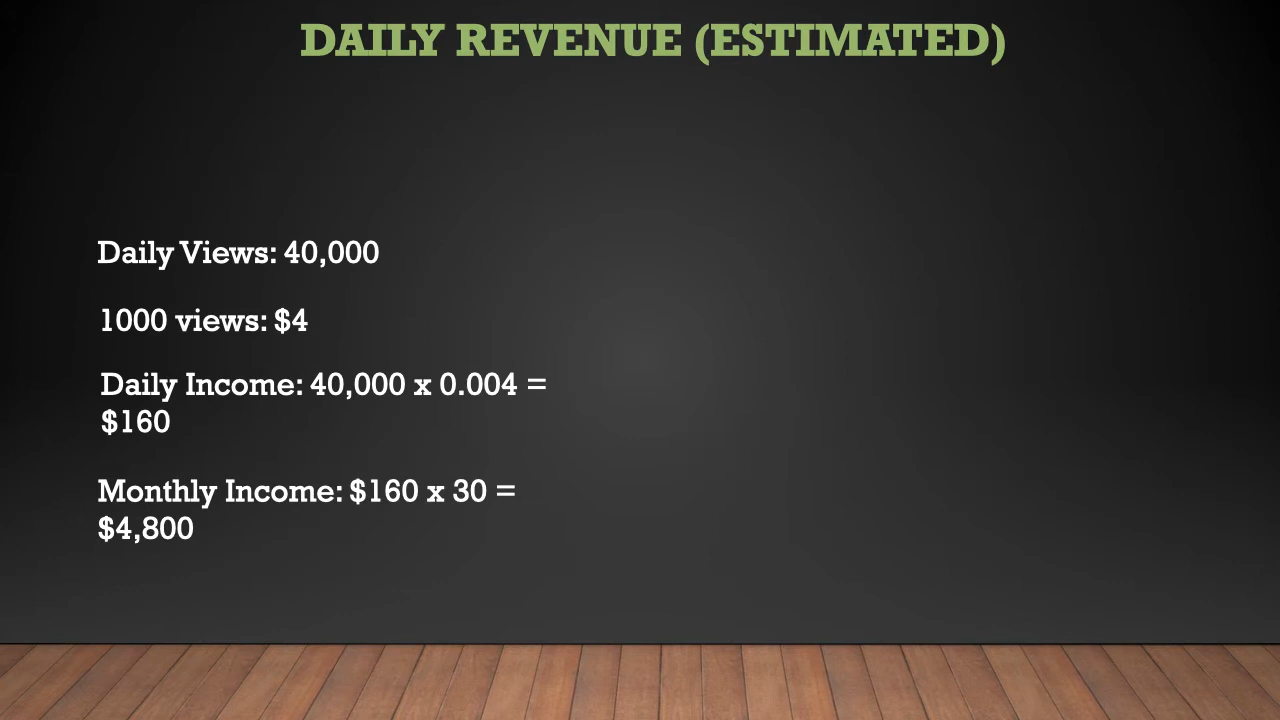 DAILY REVENUE (ESTIMATED)
Daily Views: 40,000
1000 views: $4
Daily Income: 40,000 x 0.004 =
$160
Monthly Income: $160 x 30 =
$4,800